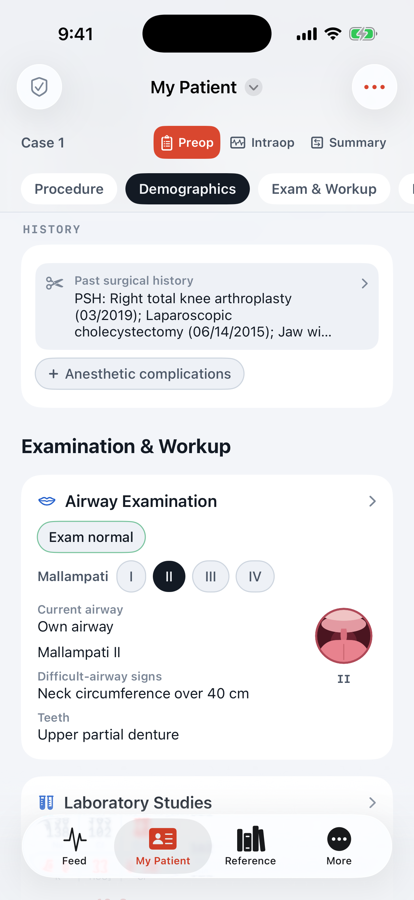 9:41
My Patient
Case 1
Preop
Intraop
Summary
Procedure
Demographics
Exam & Workup
HISTORY
Past surgical history
PSH: Right total knee arthroplasty
(03/2019); Laparoscopic
cholecystectomy (06/14/2015); Jaw wi...
+ Anesthetic complications
Examination & Workup
Airway Examination
Exam normal
Mallampati I II III IV
Current airway
Own airway
Mallampati II
II
Difficult-airway signs
Neck circumference over 40 cm
Teeth
Upper partial denture
Laboratory Studies
Feed
My Patient
Reference
More